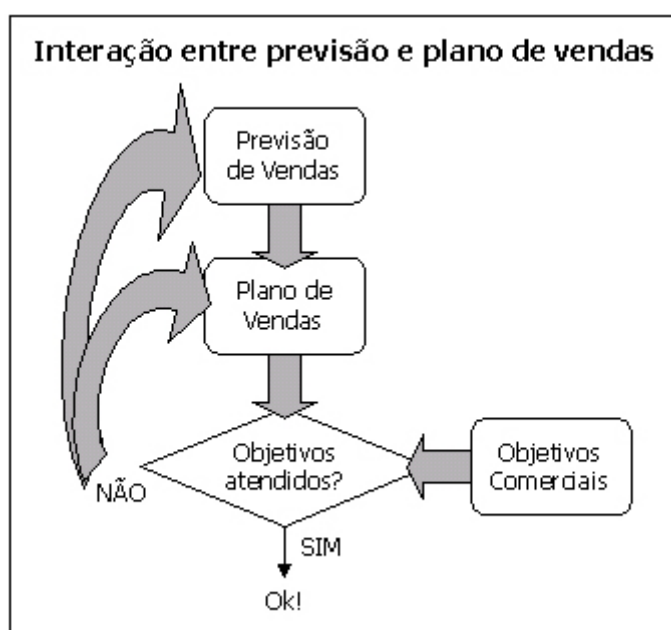 Interação entre previsão e plano de vendas
Previsão
de Vendas
Plano de
Vendas
Objetivos
atendidos?
Objetivos
Comerciais
NÃO
SIM
Ok!